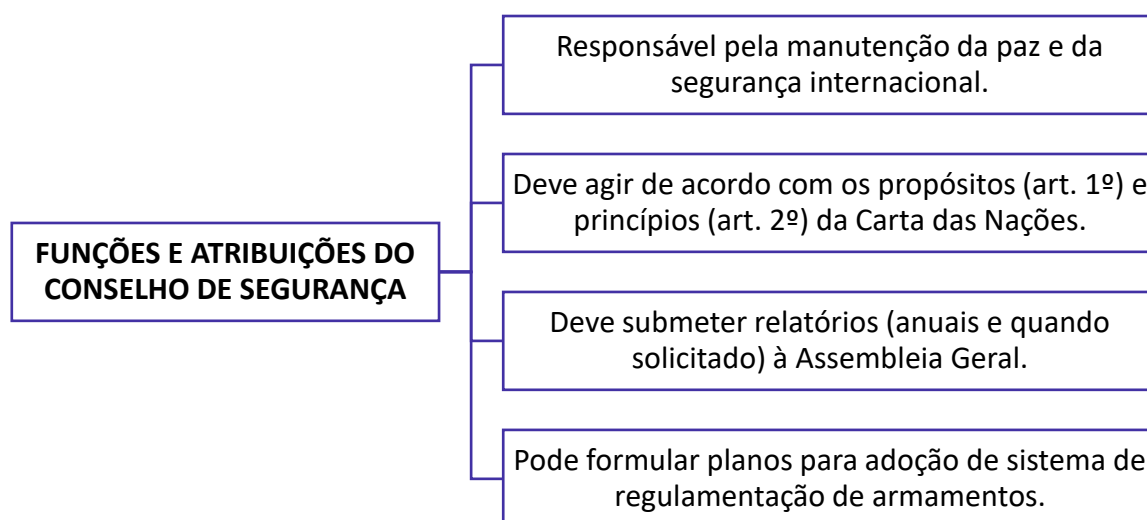 FUNÇÕES E ATRIBUIÇÕES DO
CONSELHO DE SEGURANÇA
Responsável pela manutenção da paz e da
segurança internacional.
Deve agir de acordo com os propósitos (art. 1º) e
princípios (art. 2º) da Carta das Nações.
Deve submeter relatórios (anuais e quando
solicitado) à Assembleia Geral.
Pode formular planos para adoção de sistema de
regulamentação de armamentos.